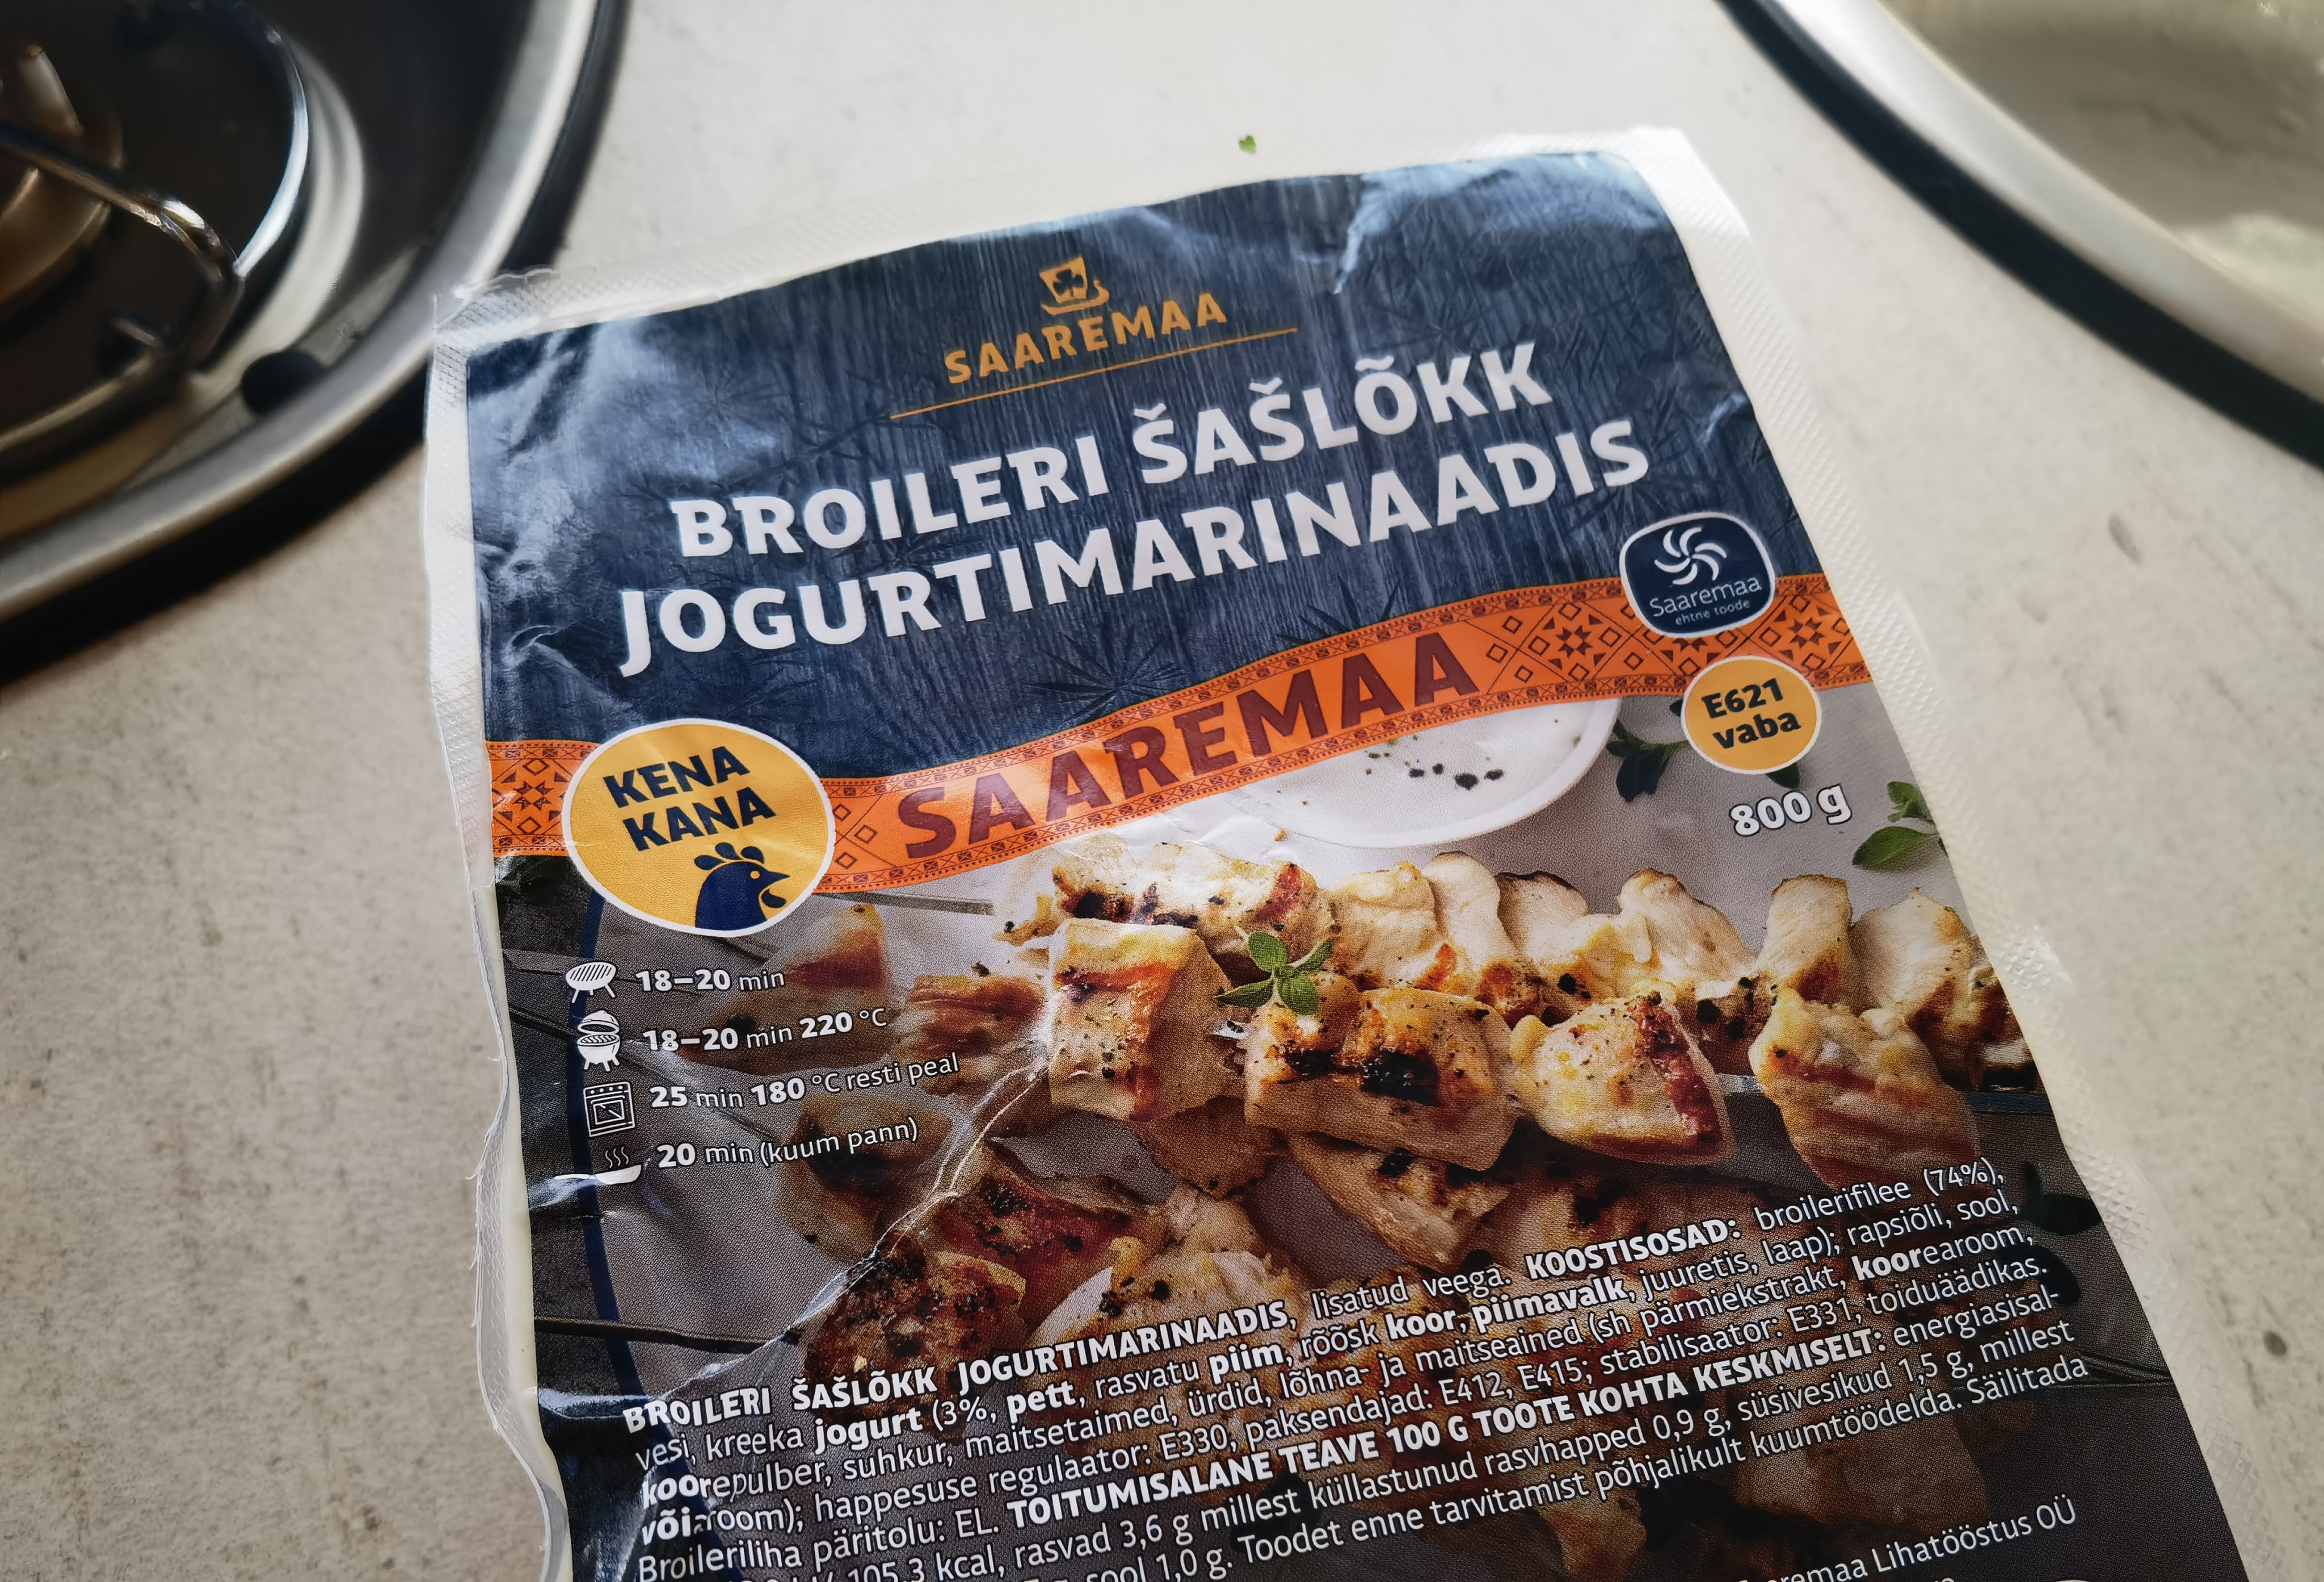 SAAREMAA
BROILERI ŠAŠLÕKK
JOGURTIMARINAADIS
Saaremaa
ehtne toode
SAAREMAA
E621
vaba
800 g
KENA
KANA
18–20 min
18–20 min 220 °C
25 min 180 °C resti peal
20 min (kuum pann)
BROILERI ŠAŠLÕKK JOGURTIMARINAADIS, lisatud veega. KOOSTISOSAD: broilerifilee (74%),
vesi, kreeka jogurt (3%, pett, rasvatu piim, rõõsk koor, piimavalk, juuretis, laap); rapsiõli, sool,
koorepulber, suhkur, maitsetaimed, ürdid, lõhna- ja maitseained (sh pärmiekstrakt, koorearoom,
võiaroom); happesuse regulaator: E330, paksendajad: E412, E415; stabilisaator: E331, toiduäädikas.
Broileriliha päritolu: EL. TOITUMISALANE TEAVE 100 G TOOTE KOHTA KESKMISELT: energiasisal-
105,3 kcal, rasvad 3,6 g millest küllastunud rasvhapped 0,9 g, süsivesikud 1,5 g, millest
sool 1,0 g. Toodet enne tarvitamist põhjalikult kuumtöödelda. Säilitada
Lihatööstus OÜ